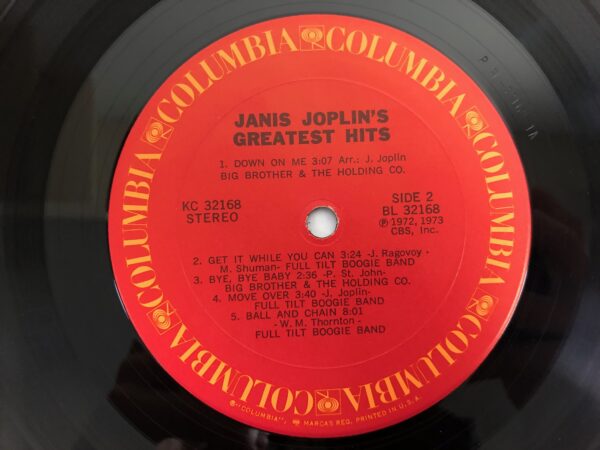 COLUMBIA COLUMBIA COLUMBIA COLUMBIA COLUMBIA COLUMBIA
JANIS JOPLIN'S
GREATEST HITS
1. DOWN ON ME 3:07 Arr.: J. Joplin
BIG BROTHER & THE HOLDING CO.
KC 32168
STEREO
SIDE 2
BL 32168
℗ 1972, 1973
CBS, Inc.
2. GET IT WHILE YOU CAN 3:24 -J. Ragovoy -
M. Shuman- FULL TILT BOOGIE BAND
3. BYE, BYE BABY 2:36 -P. St. John-
BIG BROTHER & THE HOLDING CO.
4. MOVE OVER 3:40 -J. Joplin-
FULL TILT BOOGIE BAND
5. BALL AND CHAIN 8:01
- W. M. Thornton -
FULL TILT BOOGIE BAND
®"COLUMBIA", MARCAS REG. PRINTED IN U.S.A.